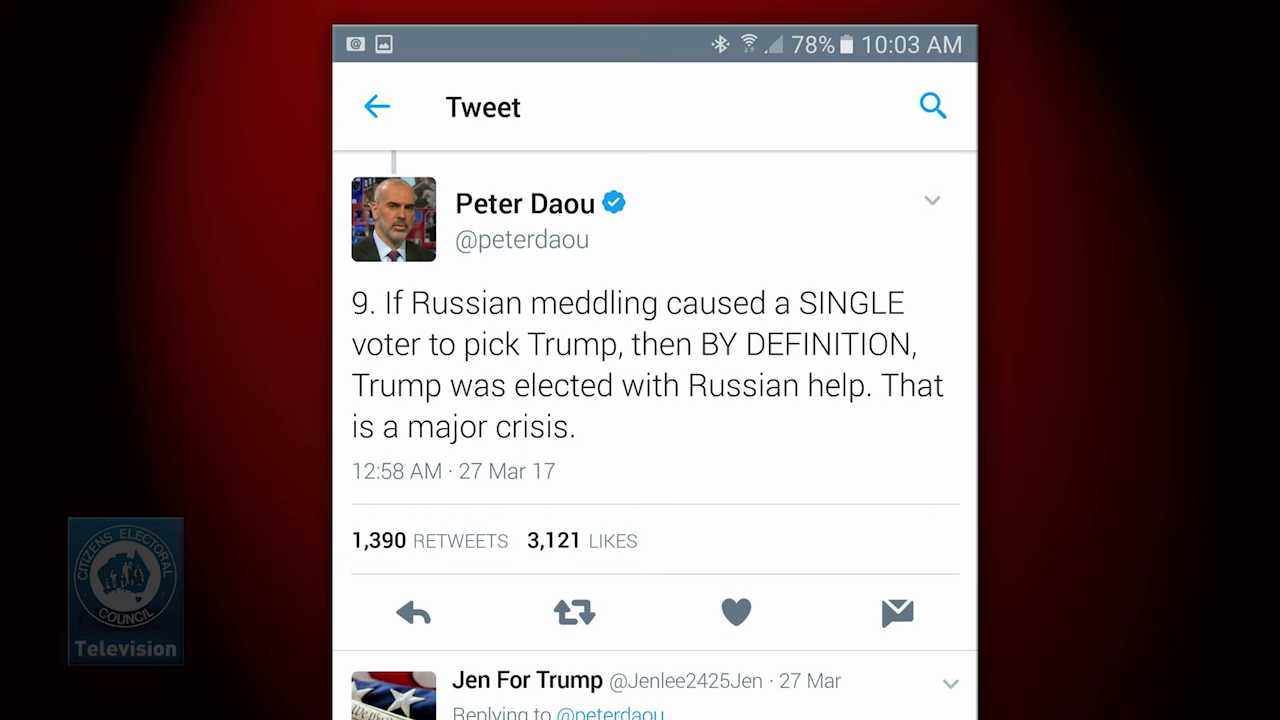 78% 10:03 AM
Tweet
Peter Daou
@peterdaou
9. If Russian meddling caused a SINGLE
voter to pick Trump, then BY DEFINITION,
Trump was elected with Russian help. That
is a major crisis.
12:58 AM · 27 Mar 17
1,390 RETWEETS 3,121 LIKES
CITIZENS ELECTORAL
COUNCIL
Television
Jen For Trump @Jenlee2425Jen · 27 Mar
Replying to @peterdaou